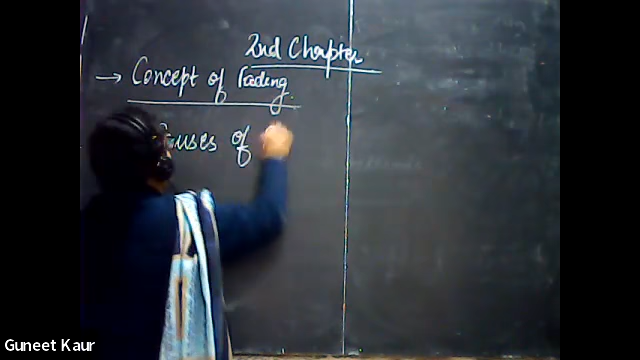 2nd Chapter
→ Concept of Trading
Causes of
Guneet Kaur